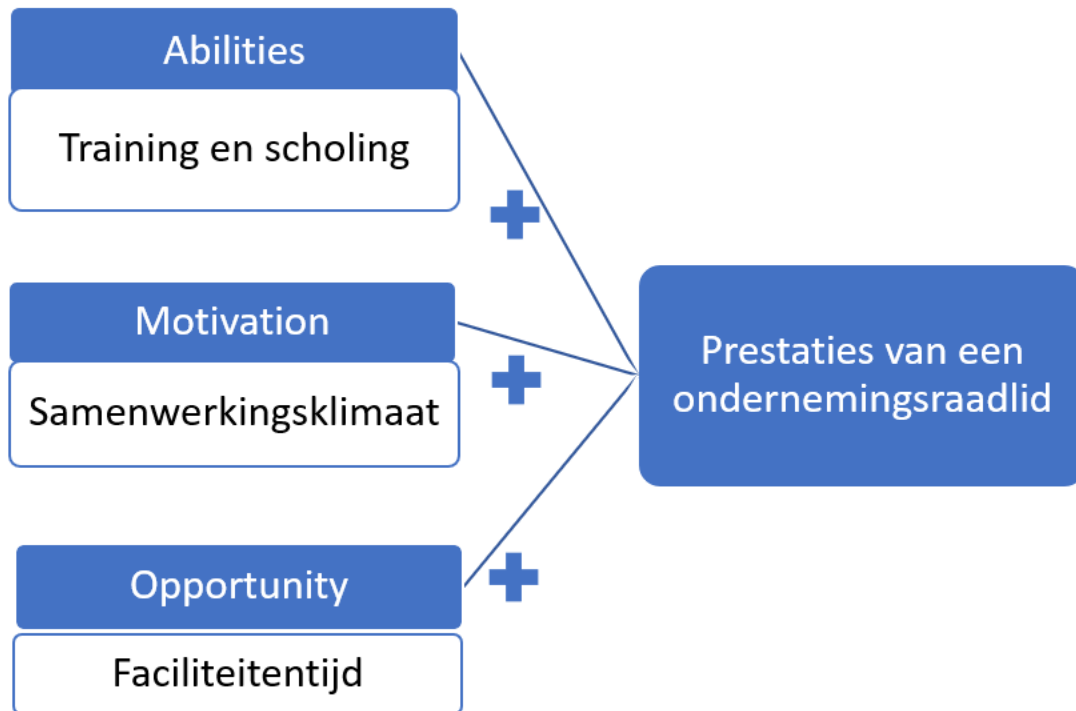 Abilities
Training en scholing
Motivation
Samenwerkingsklimaat
Opportunity
Faciliteitentijd
Prestaties van een
ondernemingsraadlid